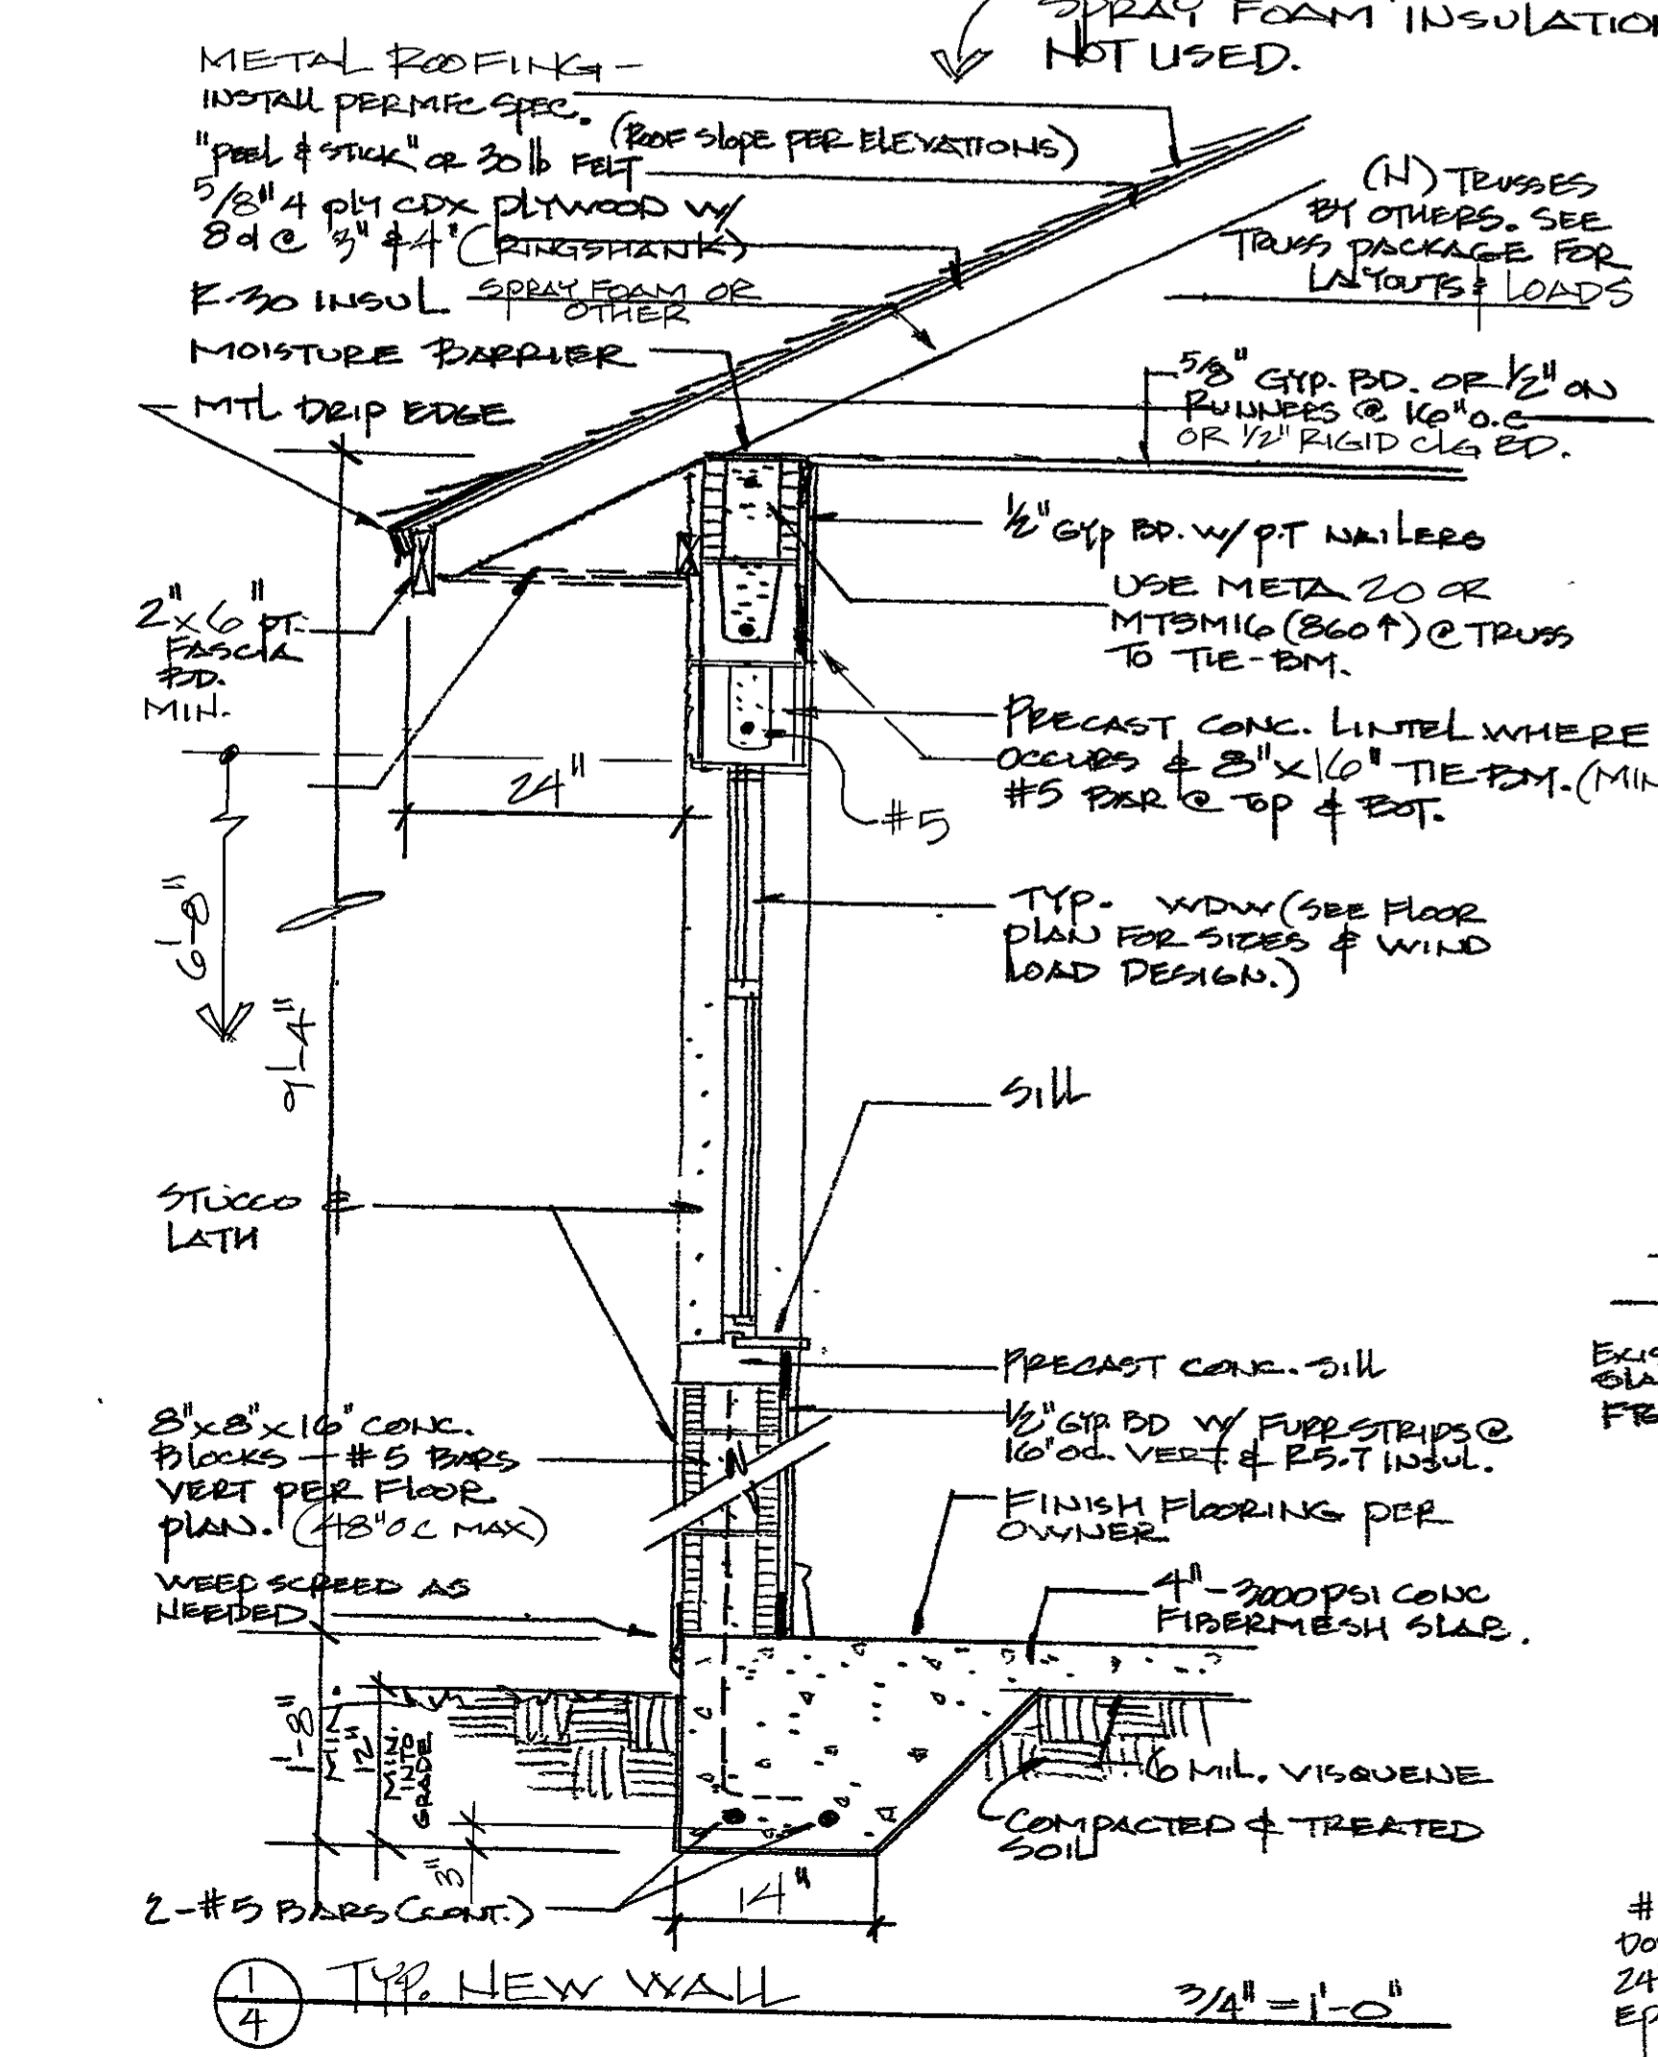 SPRAY FOAM INSULATION
NOT USED.
METAL ROOFING -
INSTALL PER MFG SPEC.
(ROOF SLOPE PER ELEVATIONS)
"PEEL & STICK" OR 30 lb FELT
5/8" 4 PLY CDX PLYWOOD W/
8d @ 3" & 4" (RINGSHANK)
R-30 INSUL. SPRAY FOAM OR
OTHER
MOISTURE BARRIER
MTL DRIP EDGE
(N) TRUSSES
BY OTHERS. SEE
TRUSS PACKAGE FOR
LAYOUTS & LOADS
5/8" GYP. BD. OR 1/2" ON
RUNNERS @ 16" O.C
OR 1/2" RIGID CLG BD.
1/2" GYP BD. W/ P.T NAILERS
USE META 20 OR
MTSM16 (860↑) @ TRUSS
TO TIE-BM.
2"x6" PT.
FASCIA
BD.
MIN.
PRECAST CONC. LINTEL WHERE
OCCURS & 8"x16" TIE BM. (MIN
#5 BAR @ TOP & BOT.
24"
#5
6'-8"
9'-4"
TYP. WDW (SEE FLOOR
PLAN FOR SIZES & WIND
LOAD DESIGN.)
SILL
STUCCO &
LATH
PRECAST CONC. SILL
1/2" GYP. BD W/ FURR STRIPS @
16" OC. VERT. & R5.7 INSUL.
8"x8"x16" CONC.
BLOCKS - #5 BARS
VERT PER FLOOR
PLAN. (48" OC MAX)
FINISH FLOORING PER
OWNER
WEEP SCREED AS
NEEDED
4"-3000 PSI CONC
FIBERMESH SLAB.
1'-8"
MIN.
12"
MIN.
INTO
GRADE
3"
6 MIL. VISQUENE
COMPACTED & TREATED
SOIL
2-#5 BARS (CONT.)
14"
1
4
TYP. NEW WALL
3/4" = 1'-0"
#
24